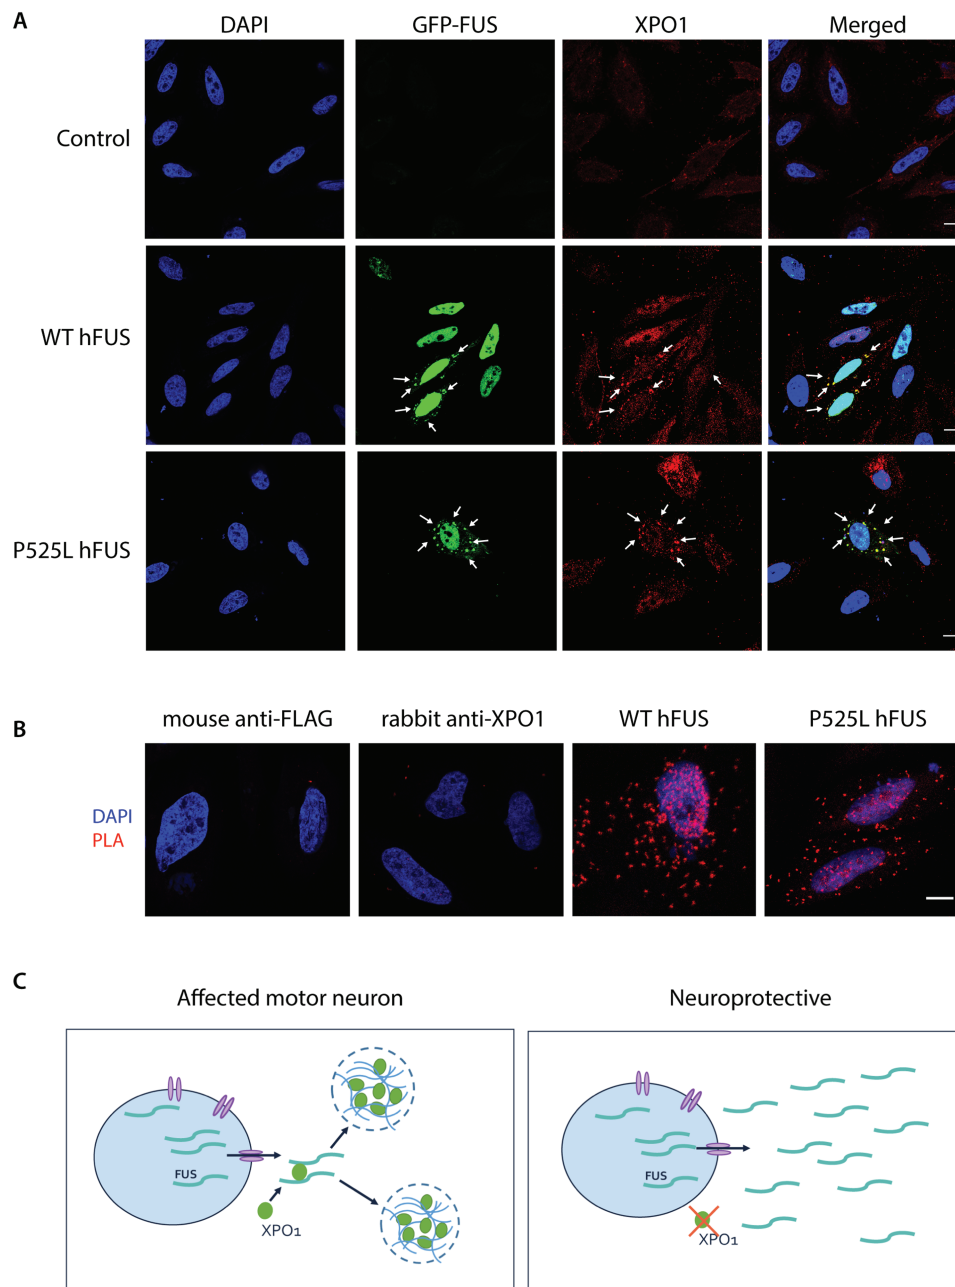 A
DAPI GFP-FUS XPO1 Merged
Control
WT hFUS
P525L hFUS
B
mouse anti-FLAG rabbit anti-XPO1 WT hFUS P525L hFUS
DAPI
PLA
C
Affected motor neuron Neuroprotective
FUS
XPO1
FUS
XPO1